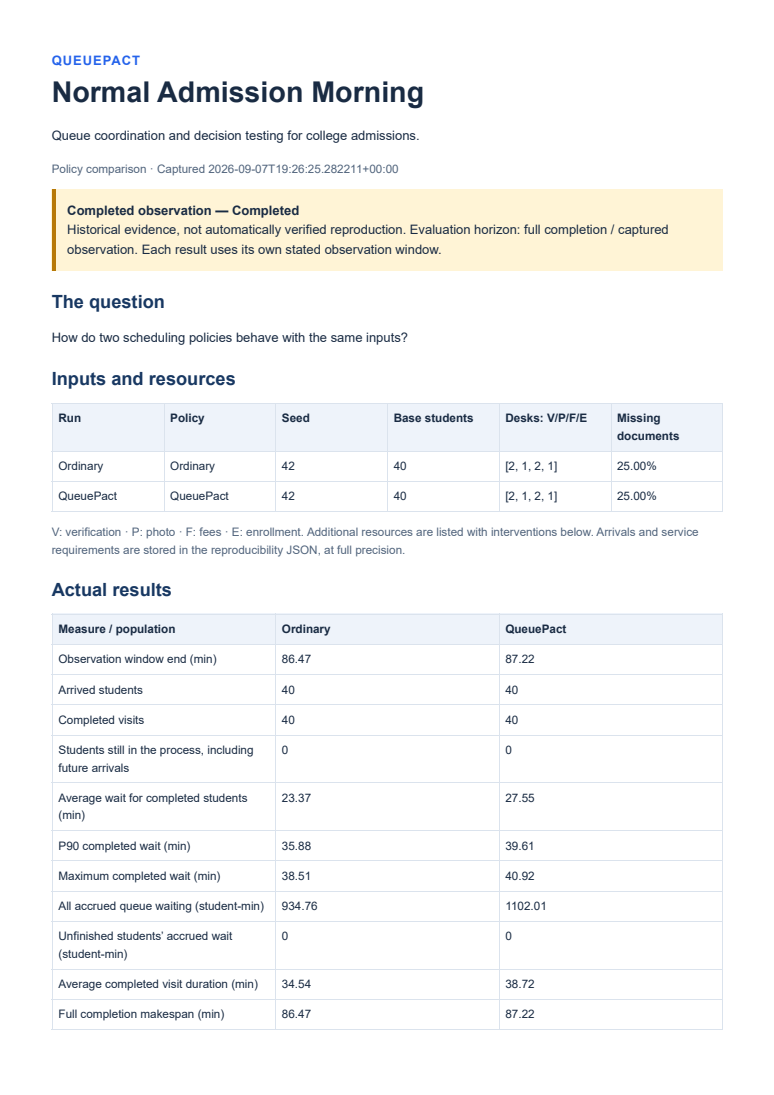 QUEUEPACT
Normal Admission Morning
Queue coordination and decision testing for college admissions.
Policy comparison · Captured 2026-09-07T19:26:25.282211+00:00
Completed observation — Completed
Historical evidence, not automatically verified reproduction. Evaluation horizon: full completion / captured
observation. Each result uses its own stated observation window.
The question
How do two scheduling policies behave with the same inputs?
Inputs and resources
Run Policy Seed Base students Desks: V/P/F/E Missing
documents
Ordinary Ordinary 42 40 [2, 1, 2, 1] 25.00%
QueuePact QueuePact 42 40 [2, 1, 2, 1] 25.00%
V: verification · P: photo · F: fees · E: enrollment. Additional resources are listed with interventions below. Arrivals and service
requirements are stored in the reproducibility JSON, at full precision.
Actual results
Measure / population Ordinary QueuePact
Observation window end (min) 86.47 87.22
Arrived students 40 40
Completed visits 40 40
Students still in the process, including
future arrivals 0 0
Average wait for completed students
(min) 23.37 27.55
P90 completed wait (min) 35.88 39.61
Maximum completed wait (min) 38.51 40.92
All accrued queue waiting (student-min) 934.76 1102.01
Unfinished students' accrued wait
(student-min) 0 0
Average completed visit duration (min) 34.54 38.72
Full completion makespan (min) 86.47 87.22